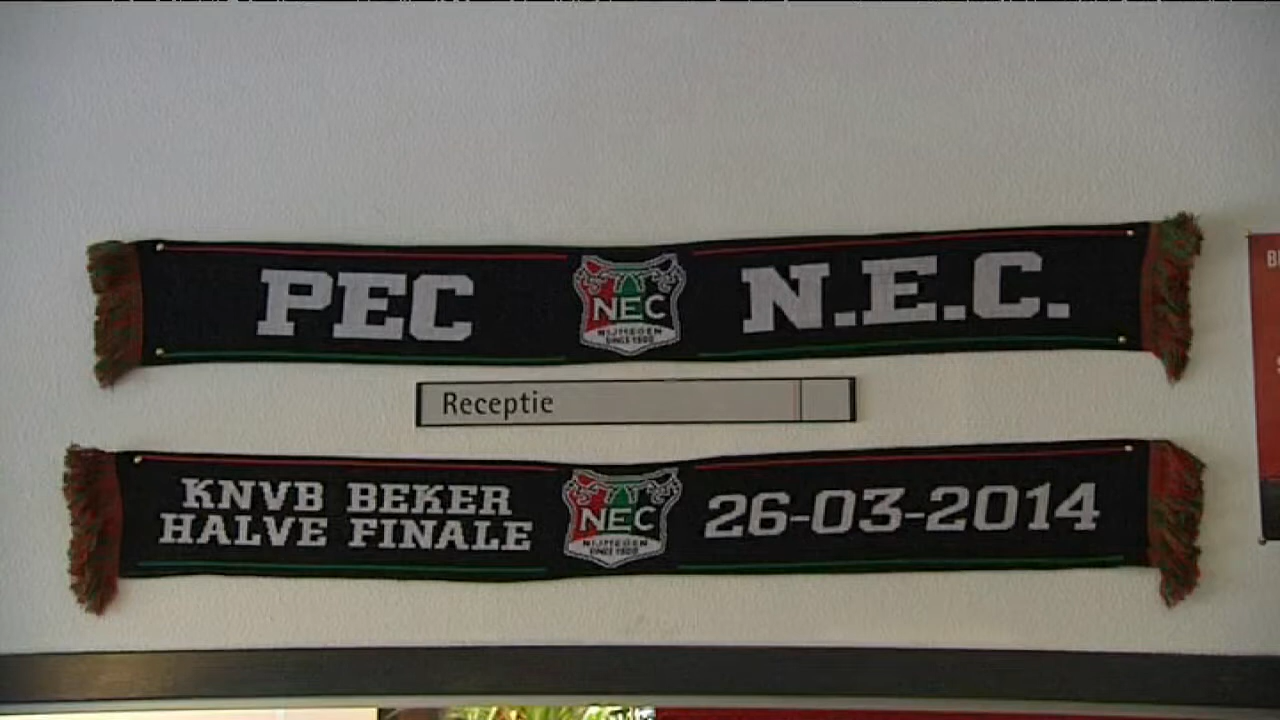 PEC
NEC
NIJMEGEN
SINCE 1900
N.E.C.
Receptie
KNVB BEKER
HALVE FINALE
NEC
NIJMEGEN
SINCE 1900
26-03-2014